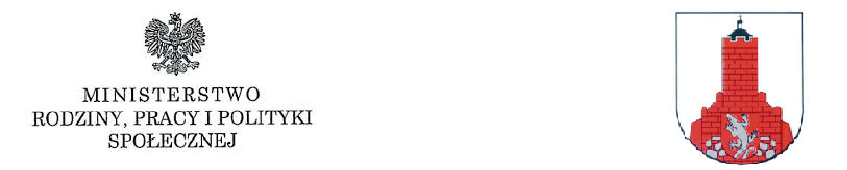 MINISTERSTWO
RODZINY, PRACY I POLITYKI
SPOŁECZNEJ